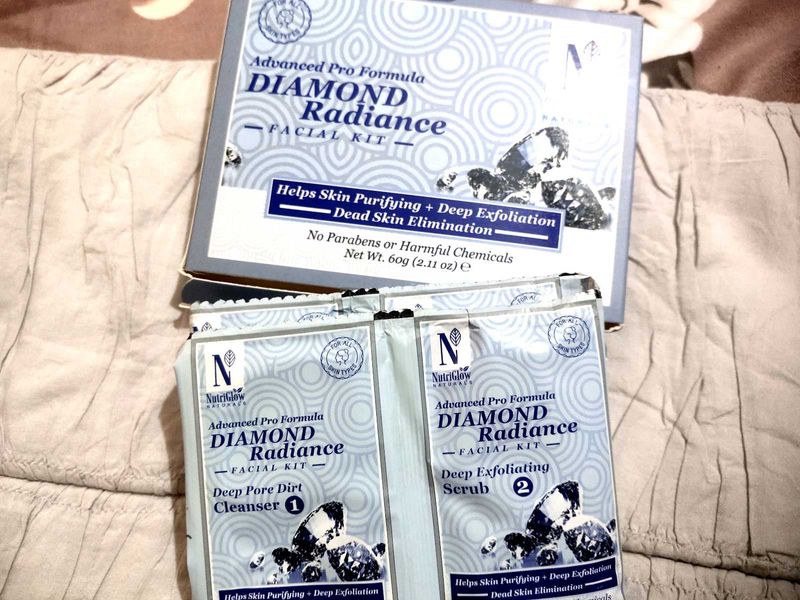 FOR ALL
SKIN TYPES
Advanced Pro Formula
DIAMOND
Radiance
FACIAL KIT
N
NATURALS
Helps Skin Purifying + Deep Exfoliation
Dead Skin Elimination
No Parabens or Harmful Chemicals
Net Wt. 60g (2.11 oz) ℮
N
NutriGlow
NATURALS
FOR ALL
SKIN TYPES
Advanced Pro Formula
DIAMOND
Radiance
FACIAL KIT
Deep Pore Dirt
Cleanser 1
Helps Skin Purifying + Deep Exfoliation
N
NutriGlow
NATURALS
FOR ALL
SKIN TYPES
Advanced Pro Formula
DIAMOND
Radiance
FACIAL KIT
Deep Exfoliating
Scrub 2
Helps Skin Purifying + Deep Exfoliation
Dead Skin Elimination